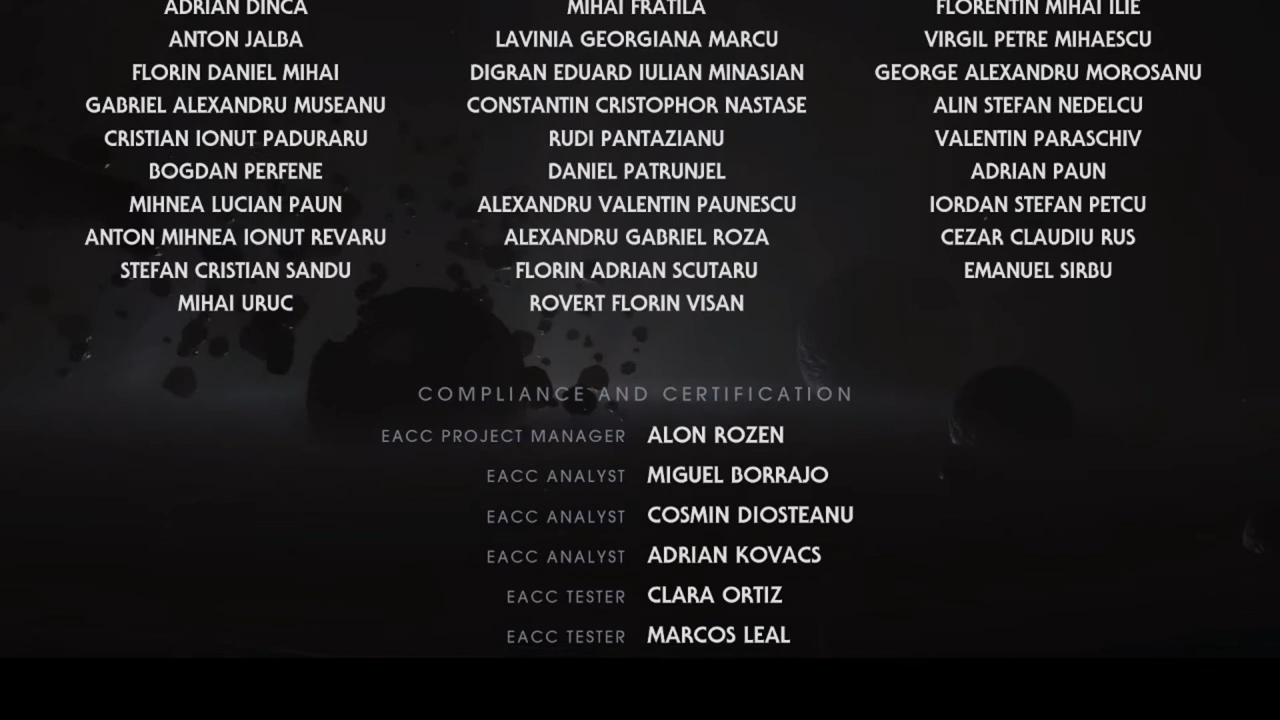 ADRIAN DINCA MIHAI FRATILA FLORENTIN MIHAI ILIE
ANTON JALBA LAVINIA GEORGIANA MARCU VIRGIL PETRE MIHAESCU
FLORIN DANIEL MIHAI DIGRAN EDUARD IULIAN MINASIAN GEORGE ALEXANDRU MOROSANU
GABRIEL ALEXANDRU MUSEANU CONSTANTIN CRISTOPHOR NASTASE ALIN STEFAN NEDELCU
CRISTIAN IONUT PADURARU RUDI PANTAZIANU VALENTIN PARASCHIV
BOGDAN PERFENE DANIEL PATRUNJEL ADRIAN PAUN
MIHNEA LUCIAN PAUN ALEXANDRU VALENTIN PAUNESCU IORDAN STEFAN PETCU
ANTON MIHNEA IONUT REVARU ALEXANDRU GABRIEL ROZA CEZAR CLAUDIU RUS
STEFAN CRISTIAN SANDU FLORIN ADRIAN SCUTARU EMANUEL SIRBU
MIHAI URUC ROVERT FLORIN VISAN
COMPLIANCE AND CERTIFICATION
EACC PROJECT MANAGER ALON ROZEN
EACC ANALYST MIGUEL BORRAJO
EACC ANALYST COSMIN DIOSTEANU
EACC ANALYST ADRIAN KOVACS
EACC TESTER CLARA ORTIZ
EACC TESTER MARCOS LEAL